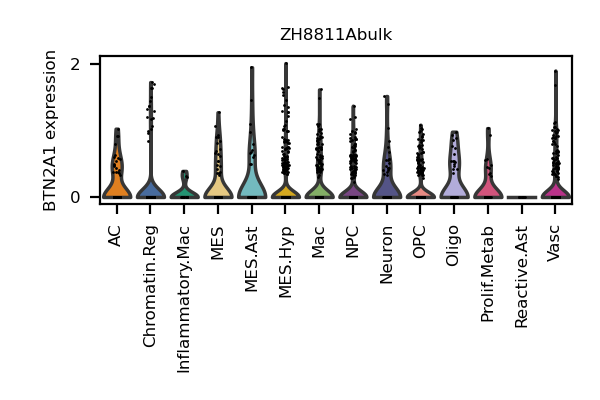 ZH8811Abulk
BTN2A1 expression
2
0
AC
Chromatin.Reg
Inflammatory.Mac
MES
MES.Ast
MES.Hyp
Mac
NPC
Neuron
OPC
Oligo
Prolif.Metab
Reactive.Ast
Vasc